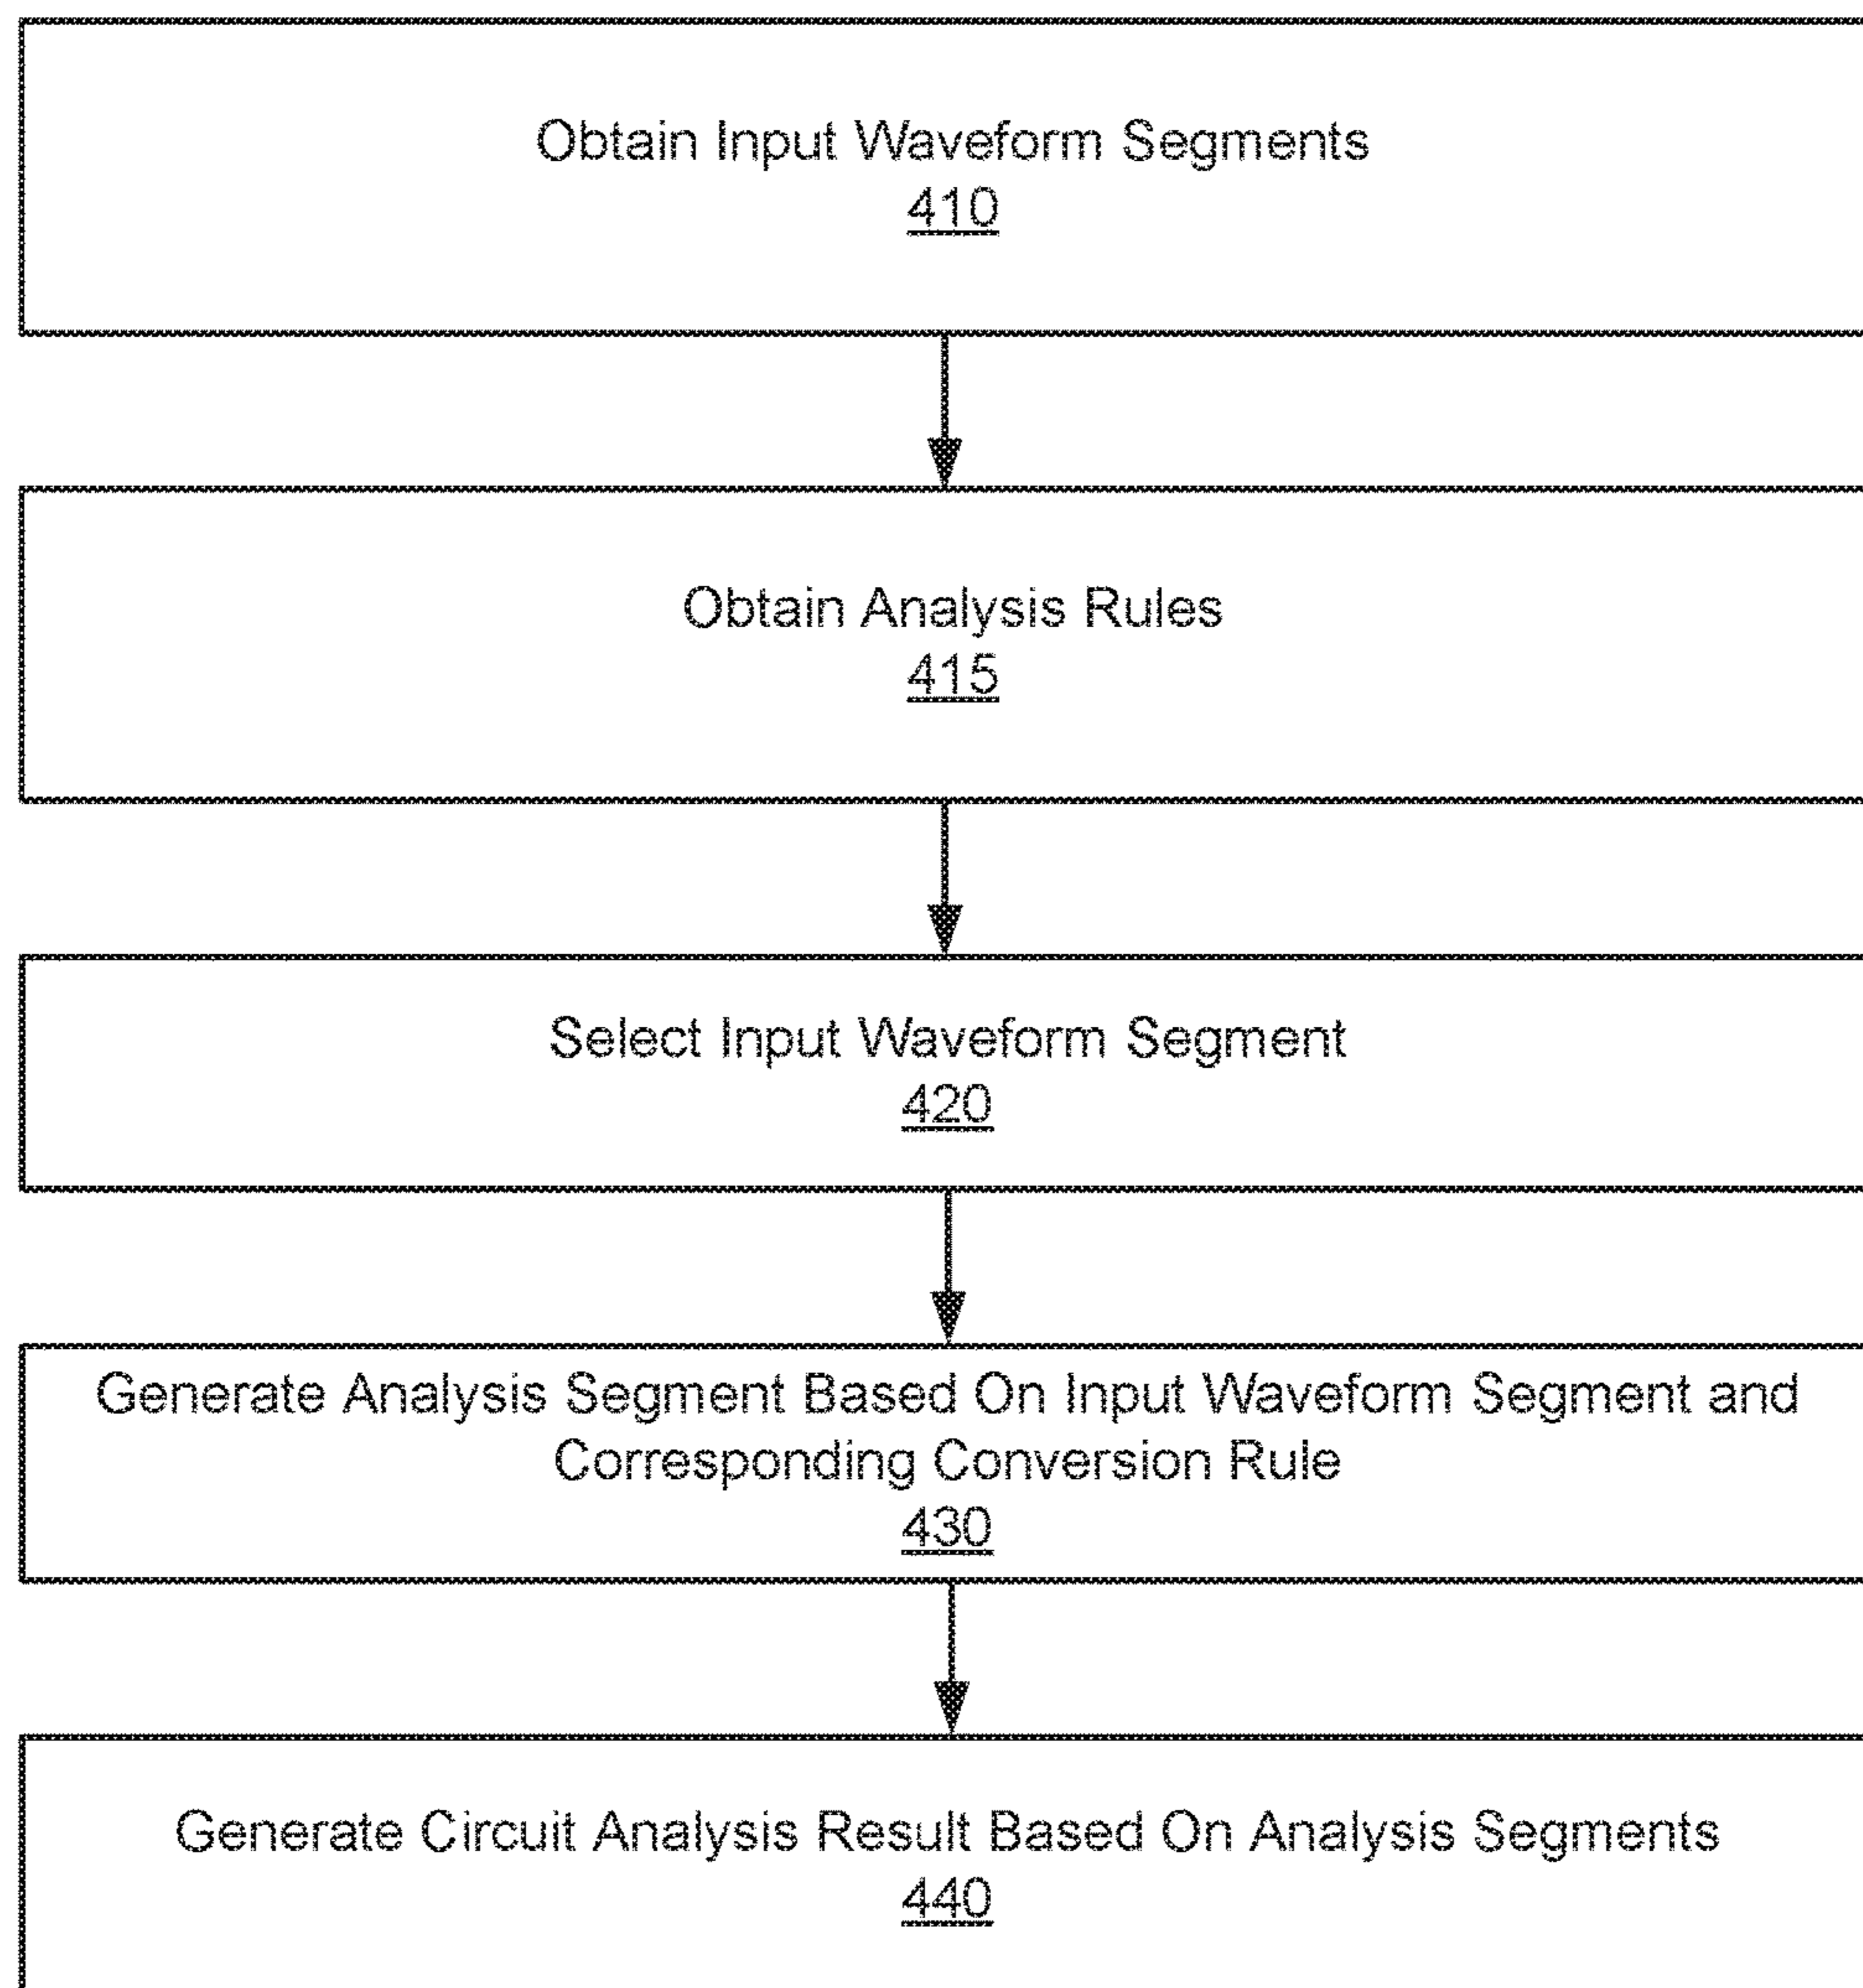 Obtain Input Waveform Segments
410
Obtain Analysis Rules
415
Select Input Waveform Segment
420
Generate Analysis Segment Based On Input Waveform Segment and
Corresponding Conversion Rule
430
Generate Circuit Analysis Result Based On Analysis Segments
440